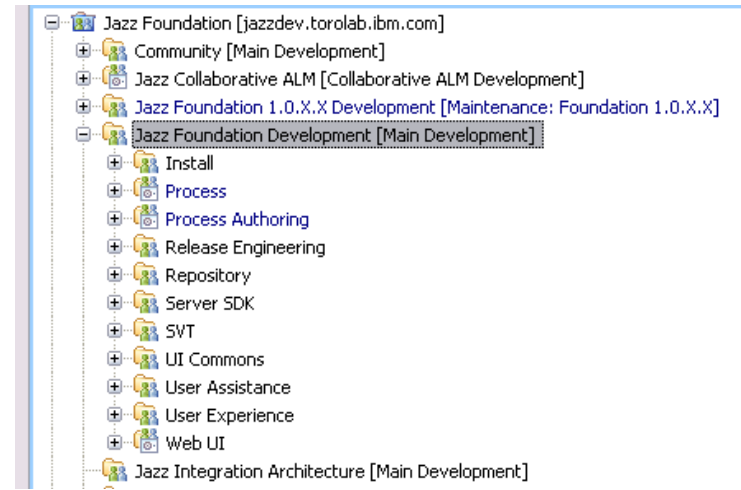 Jazz Foundation [jazzdev.torolab.ibm.com]
Community [Main Development]
Jazz Collaborative ALM [Collaborative ALM Development]
Jazz Foundation 1.0.X.X Development [Maintenance: Foundation 1.0.X.X]
Jazz Foundation Development [Main Development]
Install
Process
Process Authoring
Release Engineering
Repository
Server SDK
SVT
UI Commons
User Assistance
User Experience
Web UI
Jazz Integration Architecture [Main Development]